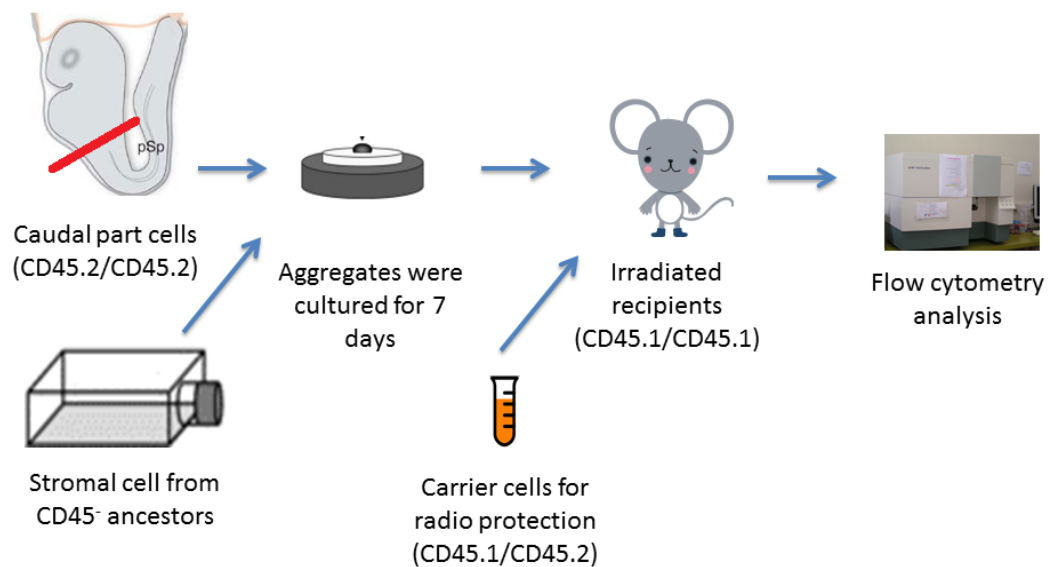 pSp
Caudal part cells
(CD45.2/CD45.2)
Aggregates were
cultured for 7
days
Irradiated
recipients
(CD45.1/CD45.1)
Flow cytometry
analysis
Stromal cell from
CD45⁻ ancestors
Carrier cells for
radio protection
(CD45.1/CD45.2)